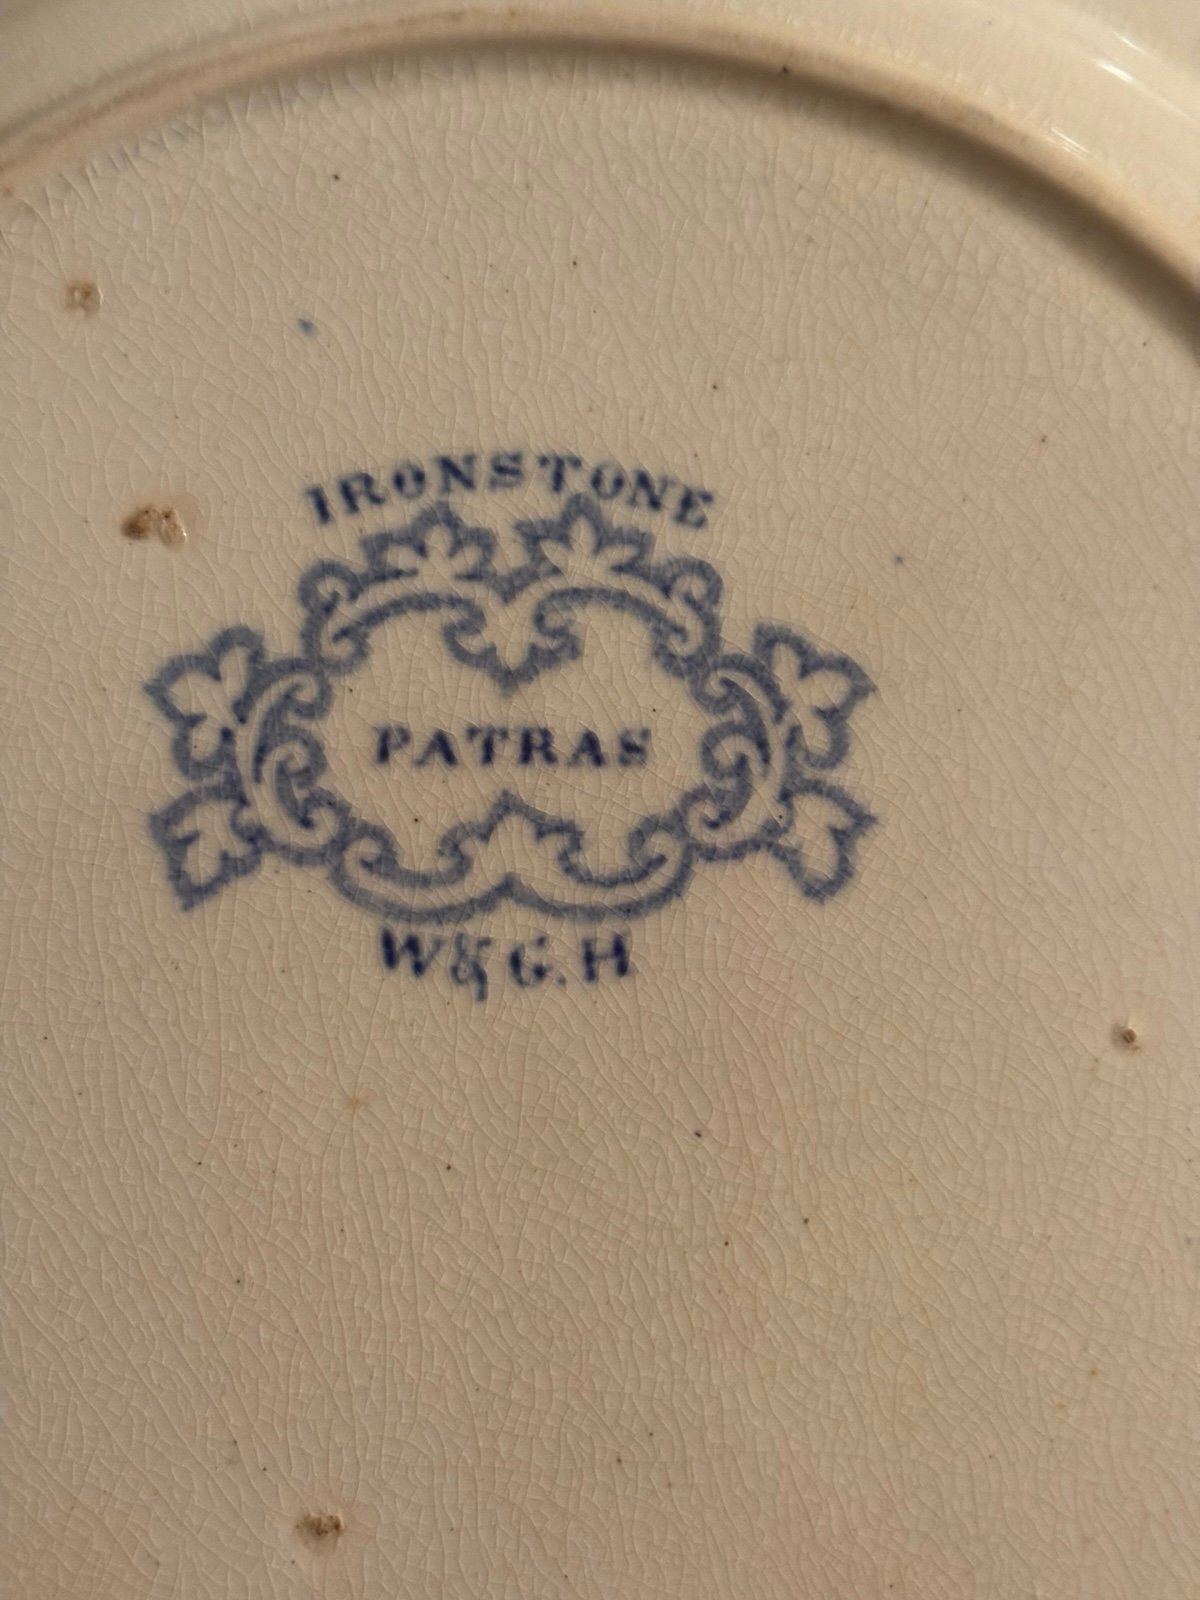 IRONSTONE
PATRAS
W & G. H